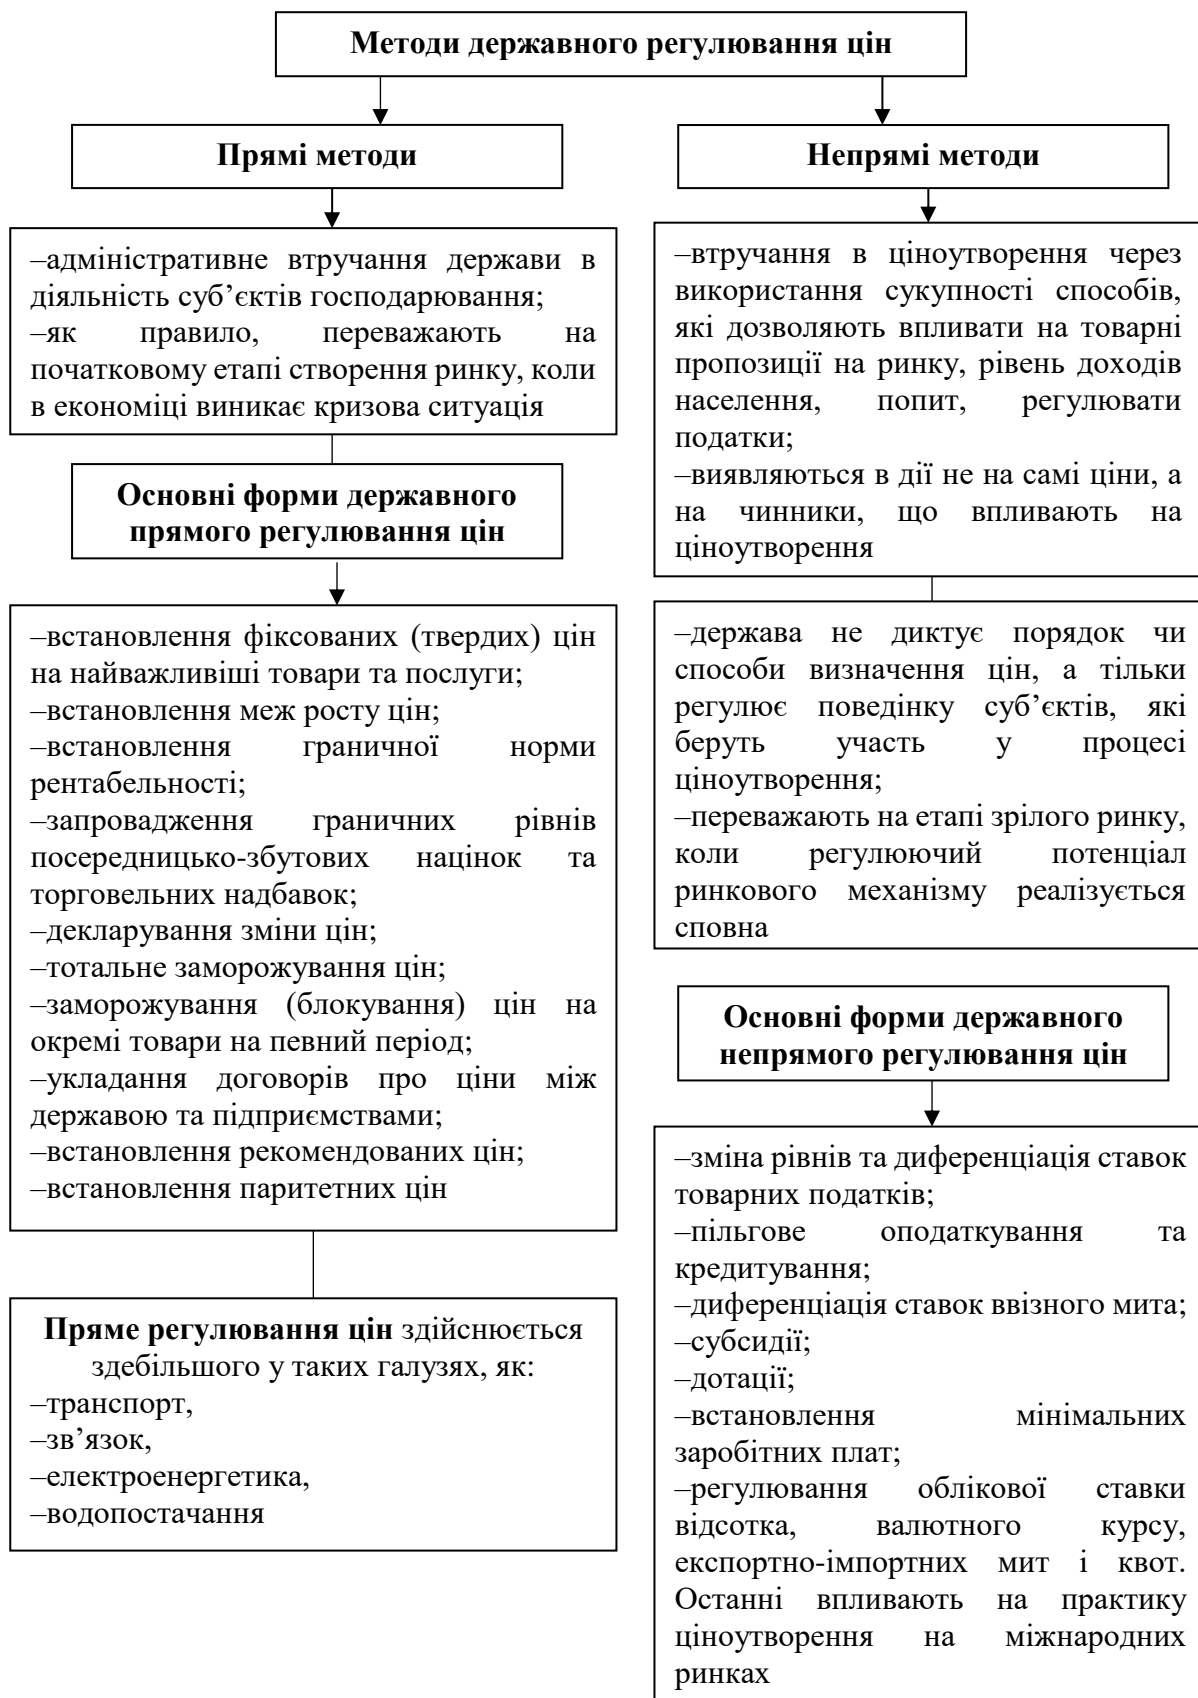 Методи державного регулювання цін
Прямі методи
–адміністративне втручання держави в
діяльність суб’єктів господарювання;
–як правило, переважають на
початковому етапі створення ринку, коли
в економіці виникає кризова ситуація
Основні форми державного
прямого регулювання цін
–встановлення фіксованих (твердих) цін
на найважливіші товари та послуги;
–встановлення меж росту цін;
–встановлення граничної норми
рентабельності;
–запровадження граничних рівнів
посередницько-збутових націнок та
торговельних надбавок;
–декларування зміни цін;
–тотальне заморожування цін;
–заморожування (блокування) цін на
окремі товари на певний період;
–укладання договорів про ціни між
державою та підприємствами;
–встановлення рекомендованих цін;
–встановлення паритетних цін
Пряме регулювання цін здійснюється
здебільшого у таких галузях, як:
–транспорт,
–зв’язок,
–електроенергетика,
–водопостачання
Непрямі методи
–втручання в ціноутворення через
використання сукупності способів,
які дозволяють впливати на товарні
пропозиції на ринку, рівень доходів
населення, попит, регулювати
податки;
–виявляються в дії не на самі ціни, а
на чинники, що впливають на
ціноутворення
–держава не диктує порядок чи
способи визначення цін, а тільки
регулює поведінку суб’єктів, які
беруть участь у процесі
ціноутворення;
–переважають на етапі зрілого ринку,
коли регулюючий потенціал
ринкового механізму реалізується
сповна
Основні форми державного
непрямого регулювання цін
–зміна рівнів та диференціація ставок
товарних податків;
–пільгове оподаткування та
кредитування;
–диференціація ставок ввізного мита;
–субсидії;
–дотації;
–встановлення мінімальних
заробітних плат;
–регулювання облікової ставки
відсотка, валютного курсу,
експортно-імпортних мит і квот.
Останні впливають на практику
ціноутворення на міжнародних
ринках